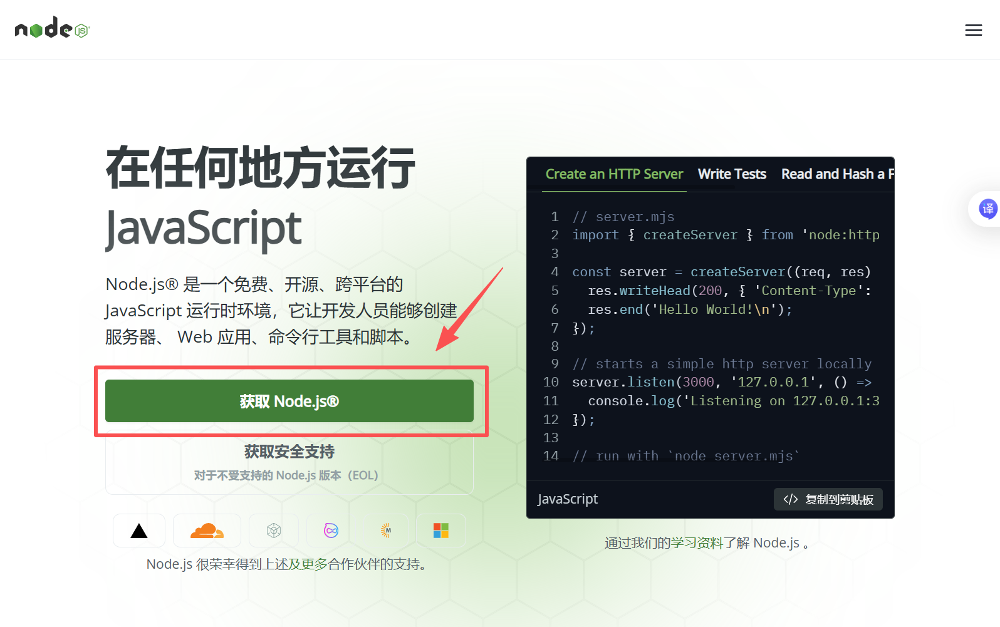 node JS
在任何地方运行
JavaScript
Node.js® 是一个免费、开源、跨平台的
JavaScript 运行时环境，它让开发人员能够创建
服务器、 Web 应用、命令行工具和脚本。
获取 Node.js®
获取安全支持
对于不受支持的 Node.js 版本（EOL）
M
Node.js 很荣幸得到上述及更多合作伙伴的支持。
Create an HTTP Server Write Tests Read and Hash a F
1 // server.mjs
2 import { createServer } from 'node:http
3
4 const server = createServer((req, res)
5 res.writeHead(200, { 'Content-Type':
6 res.end('Hello World!\n');
7 });
8
9 // starts a simple http server locally
10 server.listen(3000, '127.0.0.1', () =>
11 console.log('Listening on 127.0.0.1:3
12 });
13
14 // run with `node server.mjs`
JavaScript
</> 复制到剪贴板
通过我们的学习资料了解 Node.js 。
译